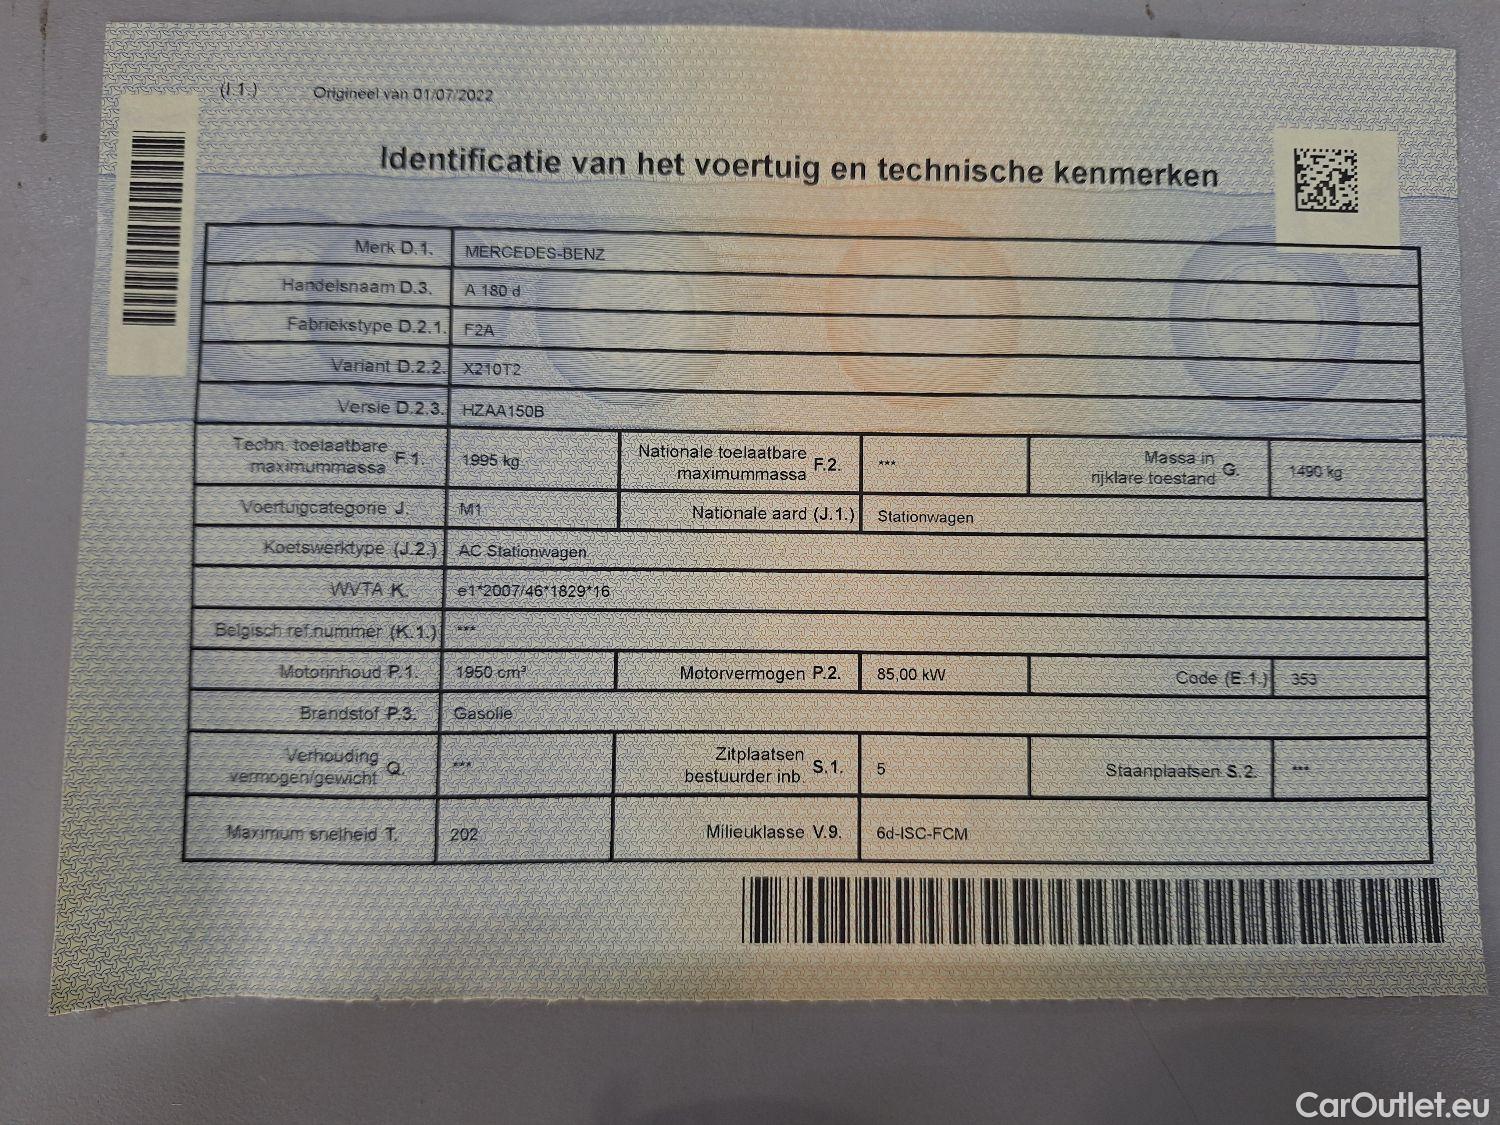 (I.1.) Origineel van 01/07/2022
Identificatie van het voertuig en technische kenmerken
Merk D.1. MERCEDES-BENZ
Handelsnaam D.3. A 180 d
Fabriekstype D.2.1. F2A
Variant D.2.2. X210T2
Versie D.2.3. HZAA150B
Techn. toelaatbare maximummassa F.1. 1995 kg Nationale toelaatbare maximummassa F.2. *** Massa in rijklare toestand G. 1490 kg
Voertuigcategorie J. M1 Nationale aard (J.1.) Stationwagen
Koetswerktype (J.2.) AC Stationwagen
WVTA K. e1*2007/46*1829*16
Belgisch ref.nummer (K.1.) ***
Motorinhoud P.1. 1950 cm³ Motorvermogen P.2. 85,00 kW Code (E.1.) 353
Brandstof P.3. Gasolie
Verhouding vermogen/gewicht Q. *** Zitplaatsen bestuurder inb. S.1. 5 Staanplaatsen S.2. ***
Maximum snelheid T. 202 Milieuklasse V.9. 6d-ISC-FCM
CarOutlet.eu